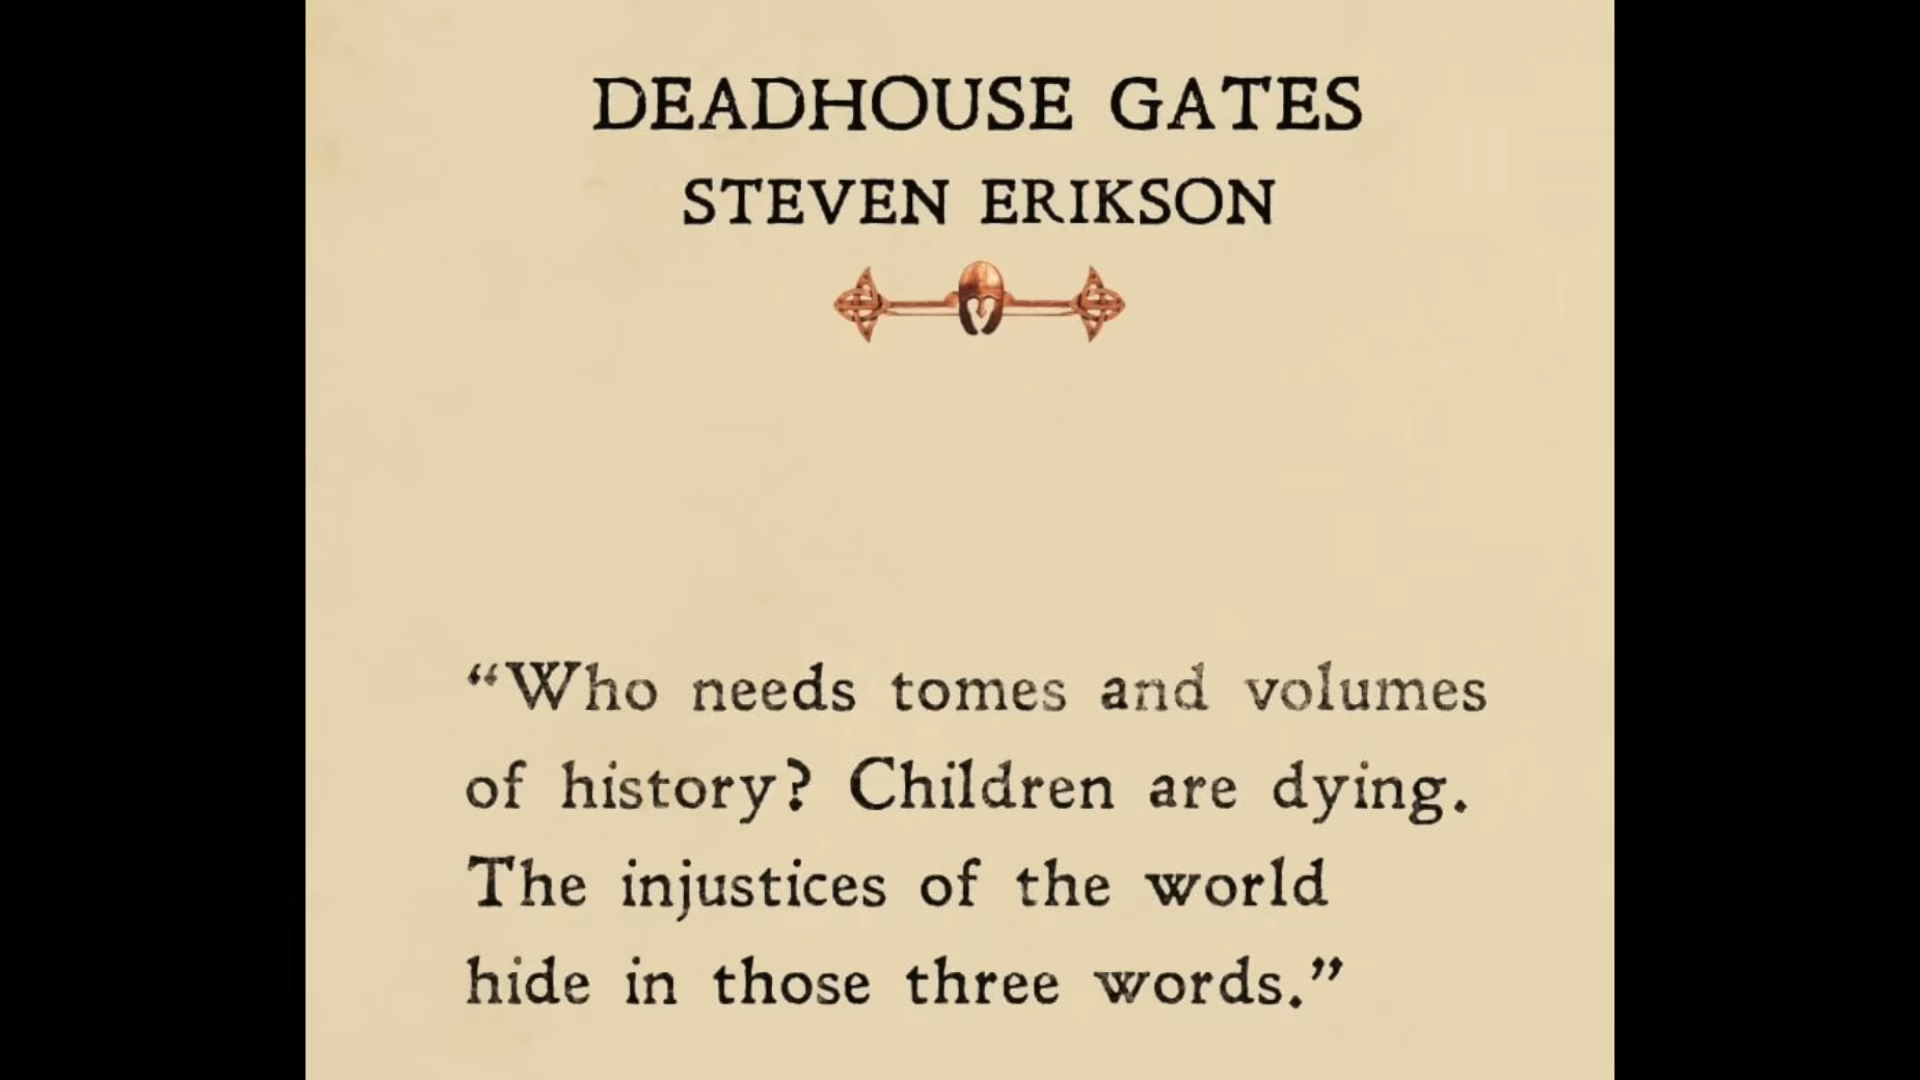 DEADHOUSE GATES
STEVEN ERIKSON
“Who needs tomes and volumes
of history? Children are dying.
The injustices of the world
hide in those three words.”